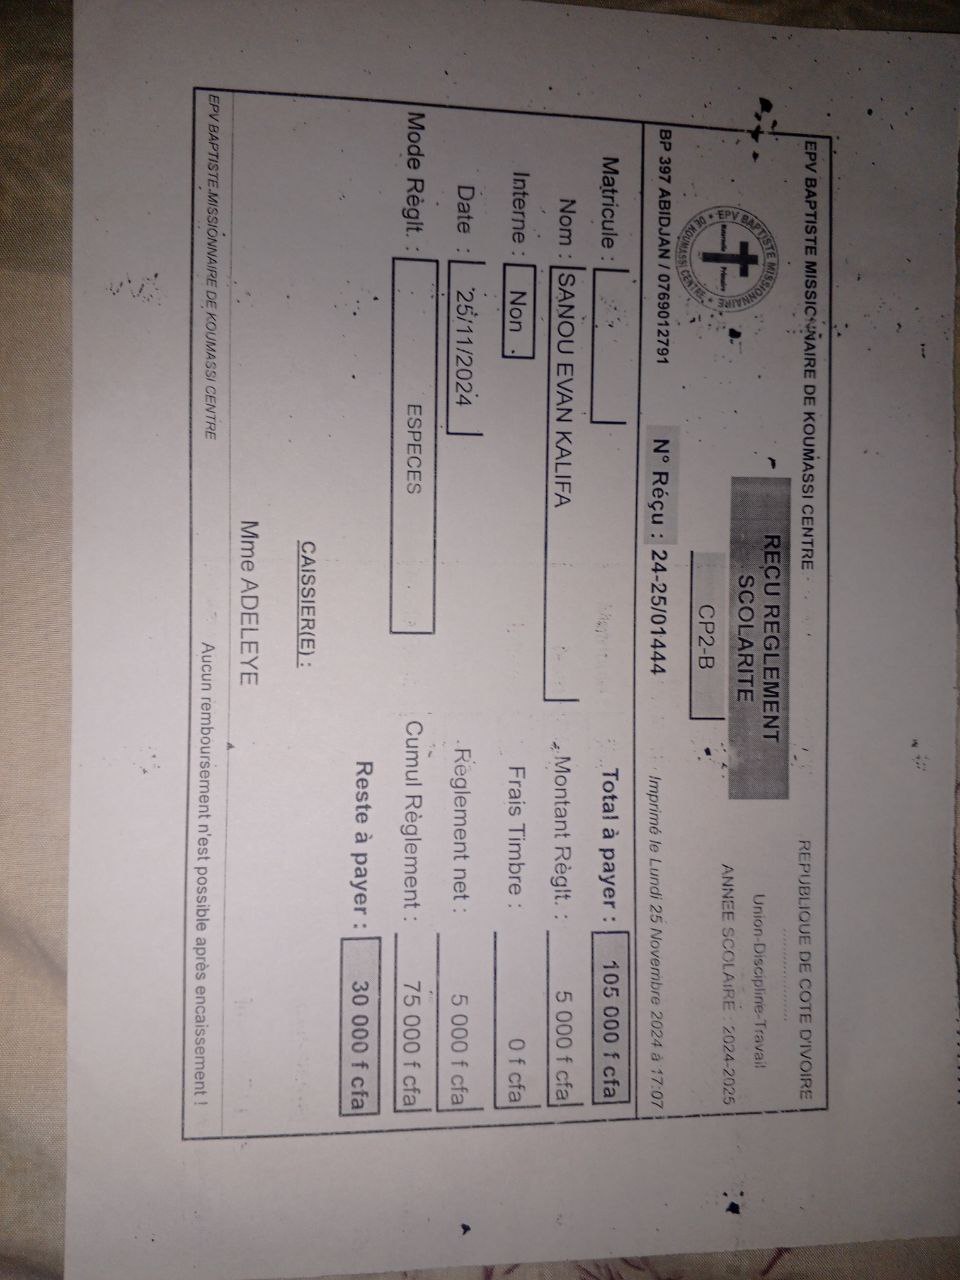 EPV BAPTISTE MISSIONNAIRE DE KOUMASSI CENTRE
REPUBLIQUE DE COTE D'IVOIRE
Union-Discipline-Travail
ANNEE SCOLAIRE : 2024-2025
REÇU REGLEMENT
SCOLARITE
CP2-B
EPV BAPTISTE MISSIONNAIRE
DE KOUMASSI CENTRE
Maternelle Primaire
BP 397 ABIDJAN / 0769012791
N° Réçu : 24-25/01444
Imprimé le Lundi 25 Novembre 2024 à 17:07
Matricule :
Total à payer : 105 000 f cfa
Nom : SANOU EVAN KALIFA
Montant Règlt. : 5 000 f cfa
Interne : Non
Frais Timbre : 0 f cfa
Date : 25/11/2024
Règlement net : 5 000 f cfa
Mode Règlt. : ESPECES
Cumul Règlement : 75 000 f cfa
Reste à payer : 30 000 f cfa
CAISSIER(E) :
Mme ADELEYE
EPV BAPTISTE MISSIONNAIRE DE KOUMASSI CENTRE
Aucun remboursement n'est possible après encaissement !